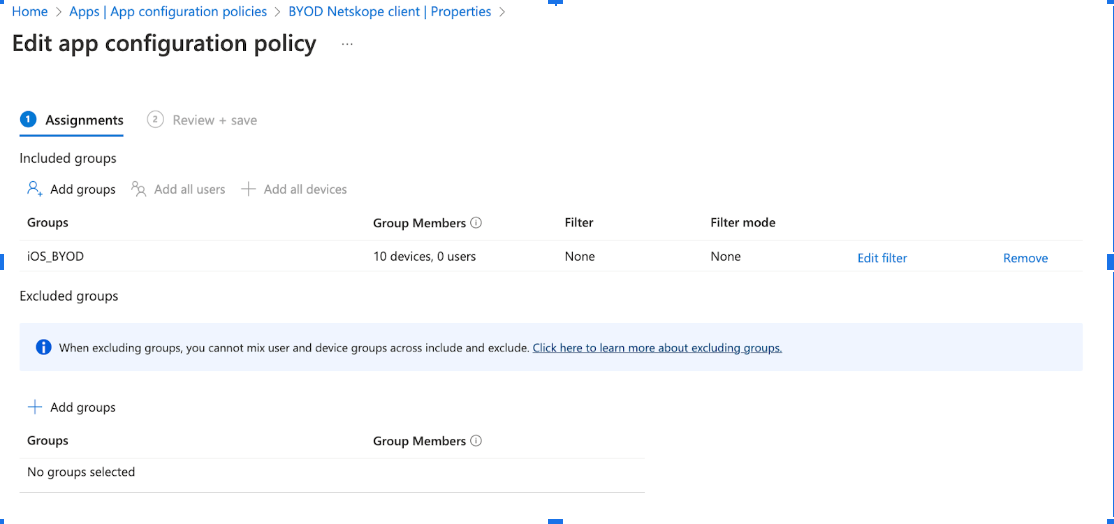 Home > Apps | App configuration policies > BYOD Netskope client | Properties >
Edit app configuration policy ...
1 Assignments 2 Review + save
Included groups
Add groups Add all users Add all devices
Groups Group Members Filter Filter mode
iOS_BYOD 10 devices, 0 users None None Edit filter Remove
Excluded groups
When excluding groups, you cannot mix user and device groups across include and exclude. Click here to learn more about excluding groups.
Add groups
Groups Group Members
No groups selected